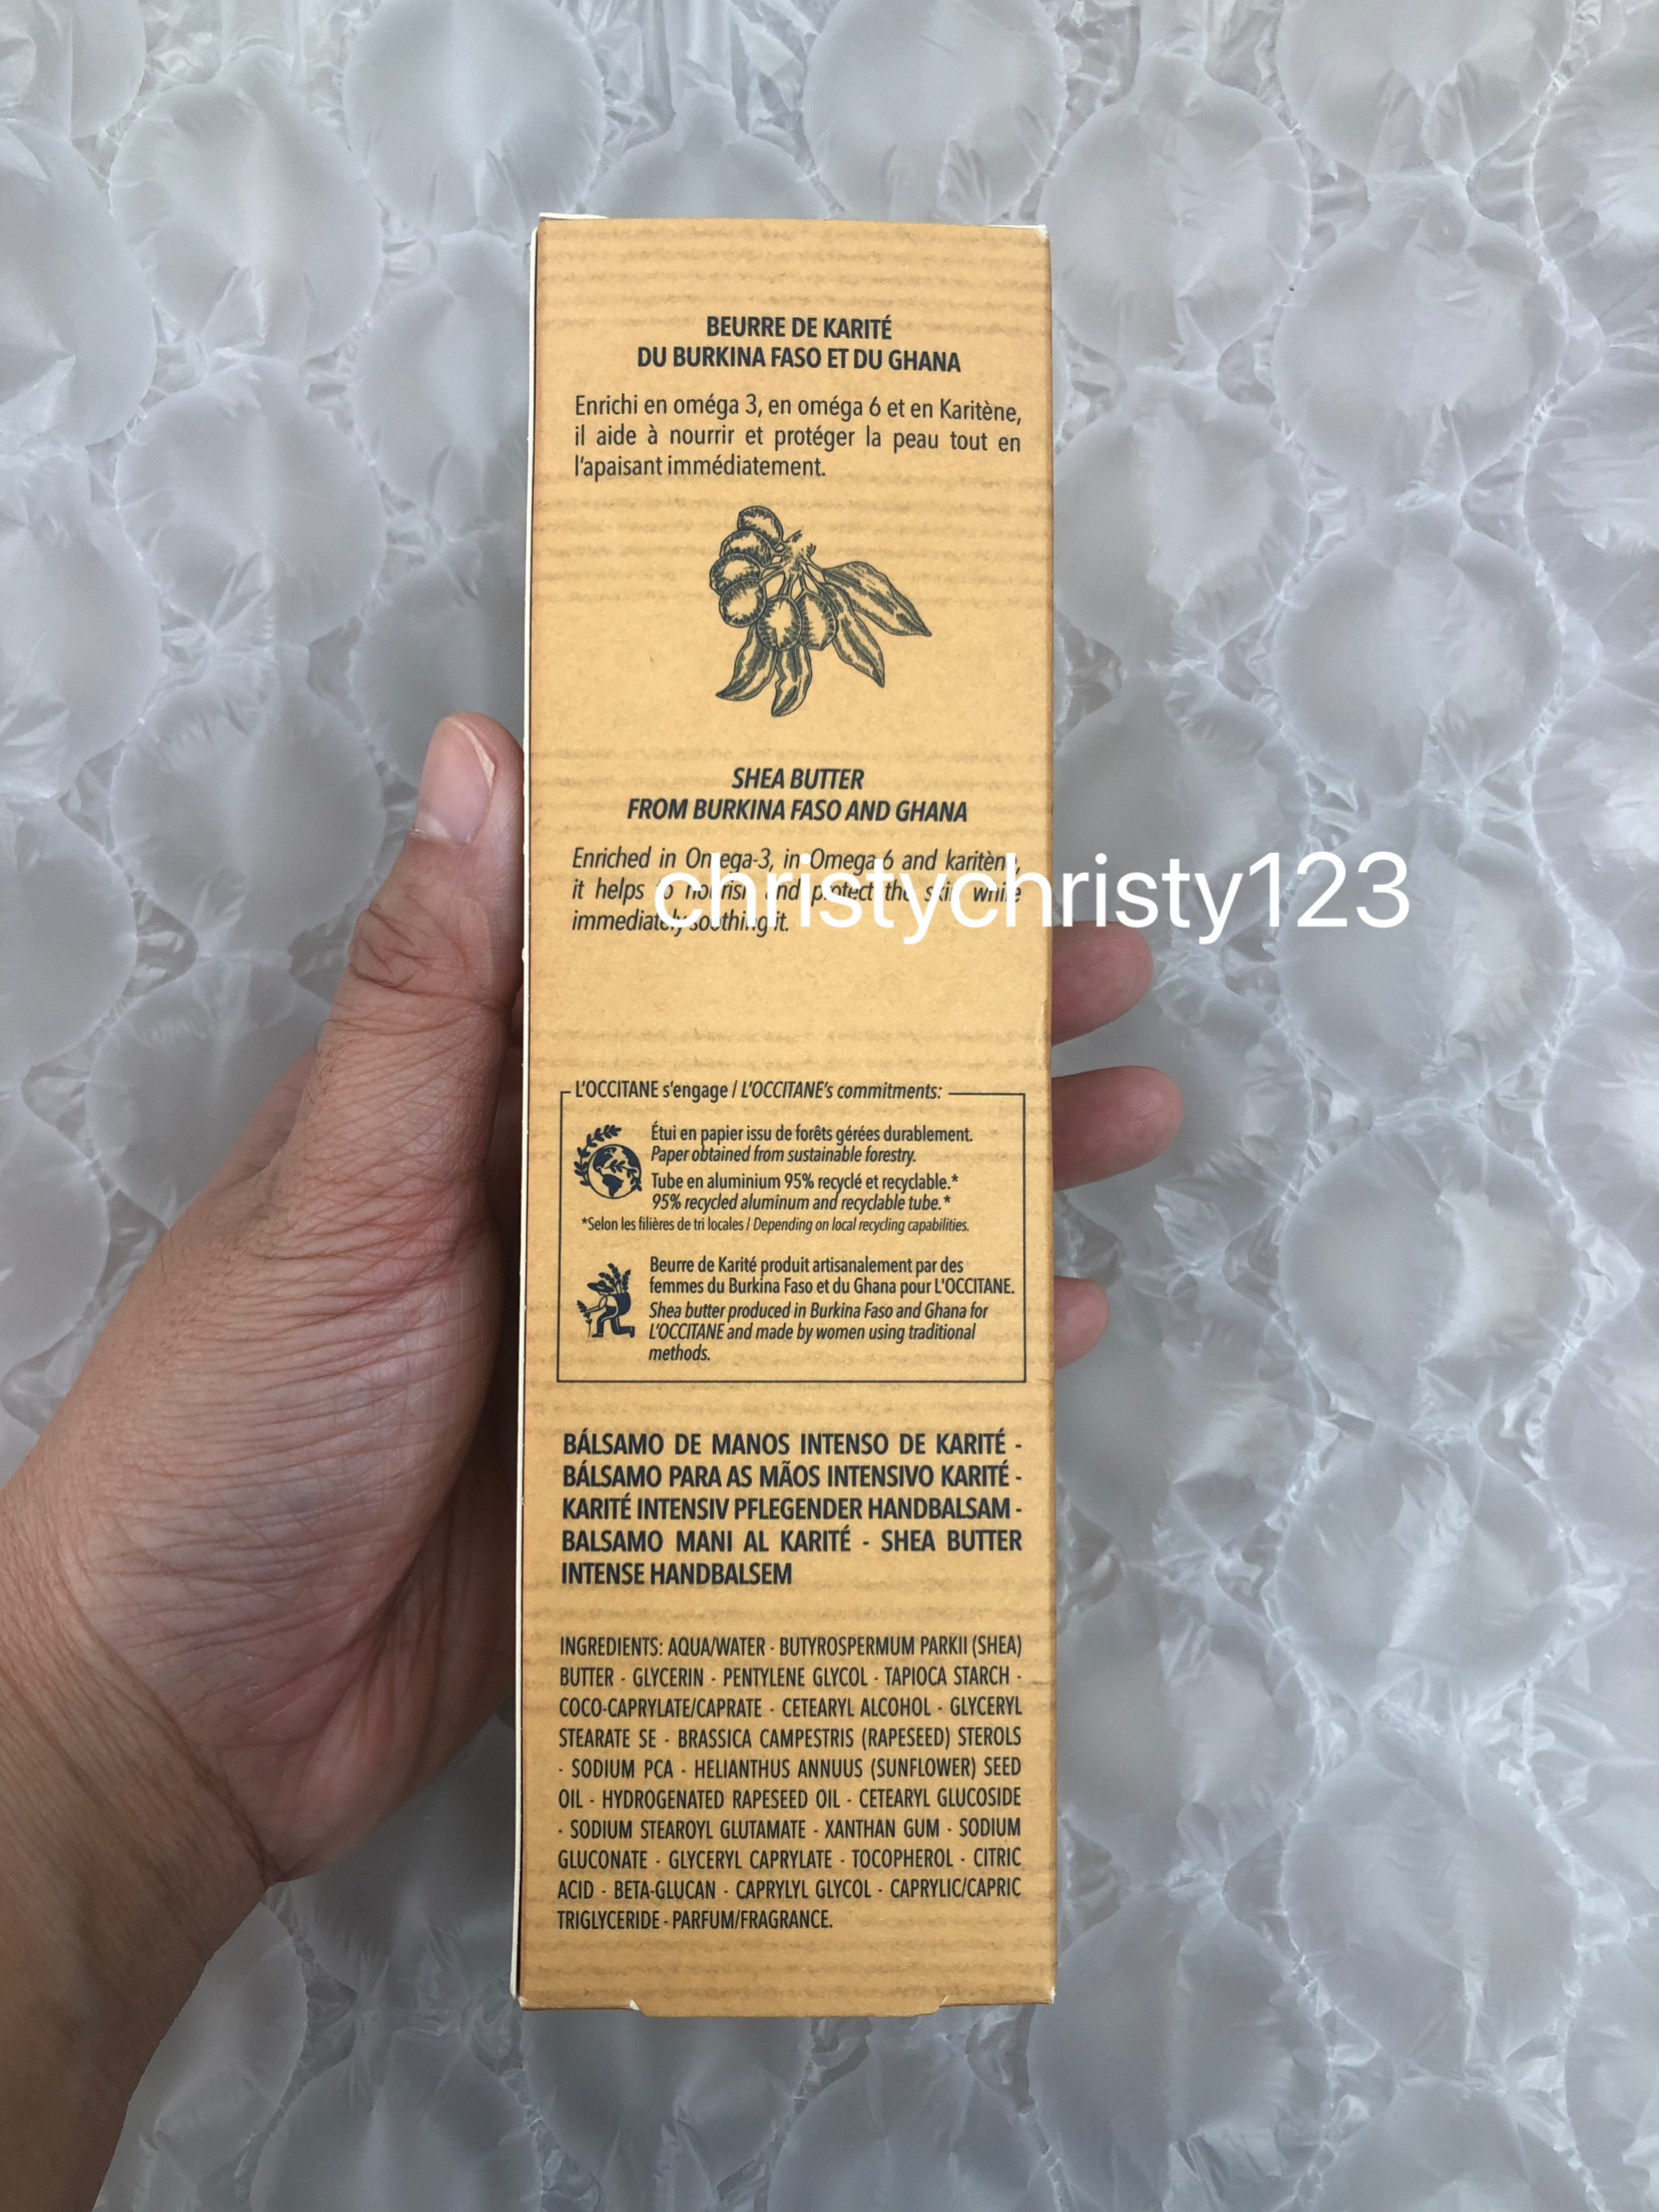 BEURRE DE KARITÉ
DU BURKINA FASO ET DU GHANA
Enrichi en oméga 3, en oméga 6 et en Karitène,
il aide à nourrir et protéger la peau tout en
l'apaisant immédiatement.
SHEA BUTTER
FROM BURKINA FASO AND GHANA
Enriched in Omega-3, in Omega 6 and karitène,
it helps to nourish and protect the skin while
immediately soothing it.
christychristy123
L'OCCITANE s'engage / L'OCCITANE's commitments:
Étui en papier issu de forêts gérées durablement.
Paper obtained from sustainable forestry.
Tube en aluminium 95% recyclé et recyclable.*
95% recycled aluminum and recyclable tube.*
*Selon les filières de tri locales / Depending on local recycling capabilities.
Beurre de Karité produit artisanalement par des
femmes du Burkina Faso et du Ghana pour L'OCCITANE.
Shea butter produced in Burkina Faso and Ghana for
L'OCCITANE and made by women using traditional
methods.
BÁLSAMO DE MANOS INTENSO DE KARITÉ -
BÁLSAMO PARA AS MÃOS INTENSIVO KARITÉ -
KARITÉ INTENSIV PFLEGENDER HANDBALSAM -
BALSAMO MANI AL KARITÉ - SHEA BUTTER
INTENSE HANDBALSEM
INGREDIENTS: AQUA/WATER - BUTYROSPERMUM PARKII (SHEA)
BUTTER - GLYCERIN - PENTYLENE GLYCOL - TAPIOCA STARCH -
COCO-CAPRYLATE/CAPRATE - CETEARYL ALCOHOL - GLYCERYL
STEARATE SE - BRASSICA CAMPESTRIS (RAPESEED) STEROLS
- SODIUM PCA - HELIANTHUS ANNUUS (SUNFLOWER) SEED
OIL - HYDROGENATED RAPESEED OIL - CETEARYL GLUCOSIDE
- SODIUM STEAROYL GLUTAMATE - XANTHAN GUM - SODIUM
GLUCONATE - GLYCERYL CAPRYLATE - TOCOPHEROL - CITRIC
ACID - BETA-GLUCAN - CAPRYLYL GLYCOL - CAPRYLIC/CAPRIC
TRIGLYCERIDE - PARFUM/FRAGRANCE.